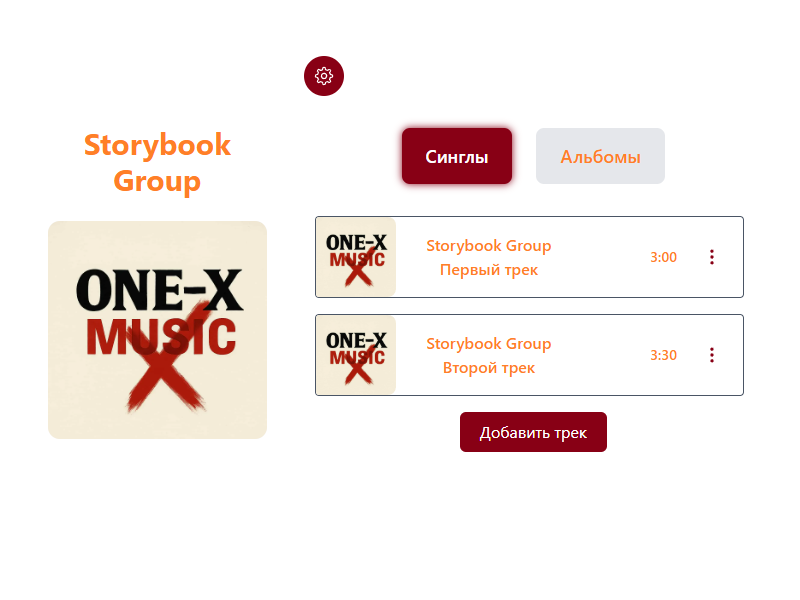 Storybook
Group
ONE-X
MUSIC
Синглы
Альбомы
ONE-X
MUSIC
Storybook Group
Первый трек
3:00
ONE-X
MUSIC
Storybook Group
Второй трек
3:30
Добавить трек